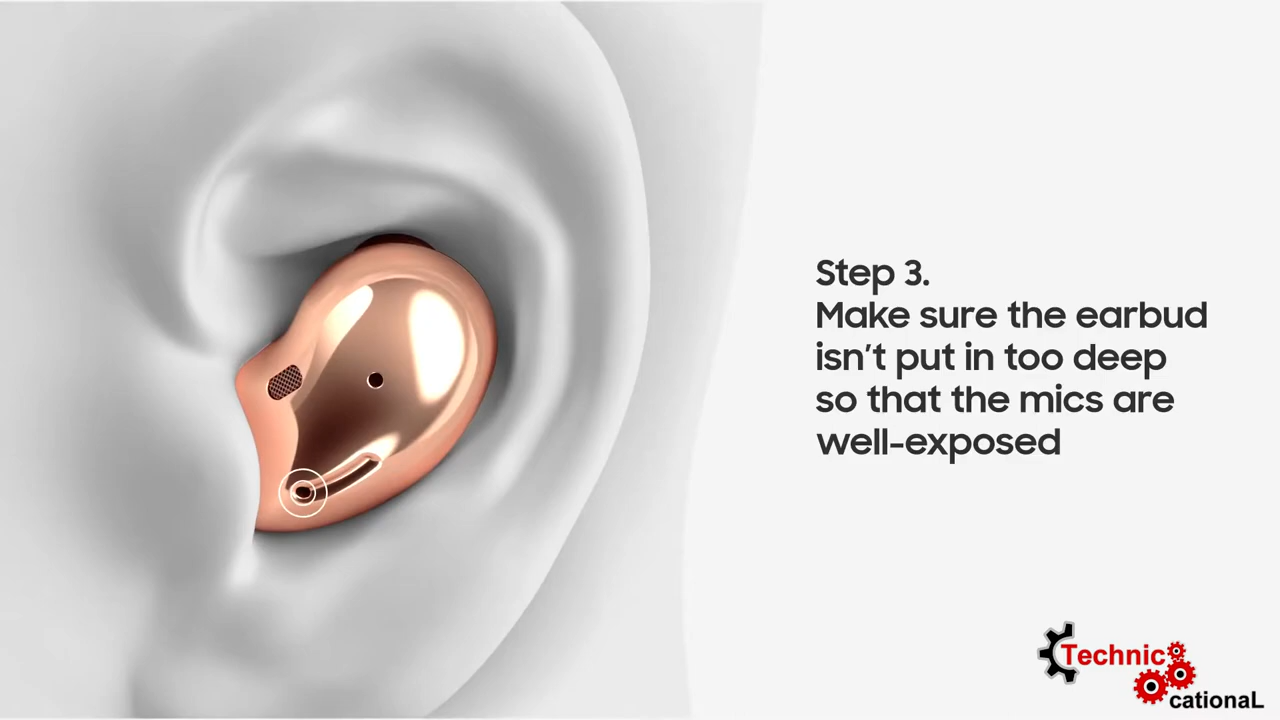 Step 3.
Make sure the earbud
isn't put in too deep
so that the mics are
well-exposed
Technic
cationaL